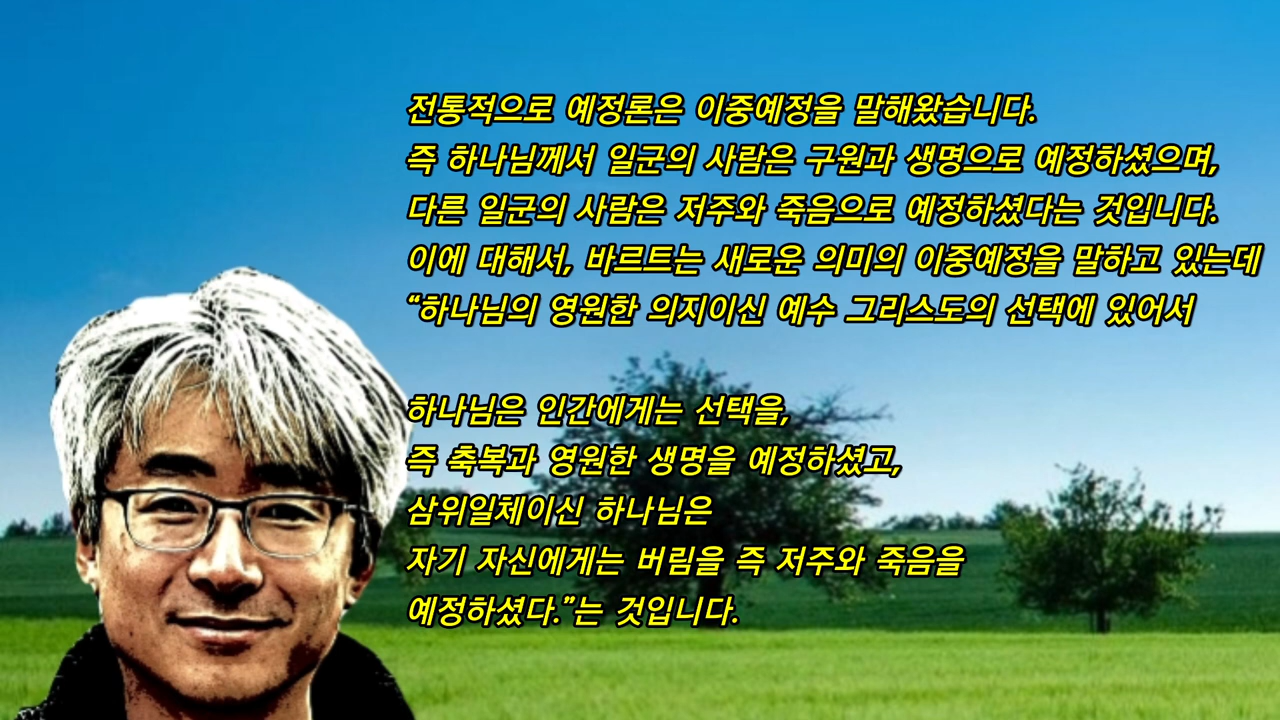 전통적으로 예정론은 이중예정을 말해왔습니다.
즉 하나님께서 일군의 사람은 구원과 생명으로 예정하셨으며,
다른 일군의 사람은 저주와 죽음으로 예정하셨다는 것입니다.
이에 대해서, 바르트는 새로운 의미의 이중예정을 말하고 있는데
“하나님의 영원한 의지이신 예수 그리스도의 선택에 있어서
하나님은 인간에게는 선택을,
즉 축복과 영원한 생명을 예정하셨고,
삼위일체이신 하나님은
자기 자신에게는 버림을 즉 저주와 죽음을
예정하셨다.”는 것입니다.